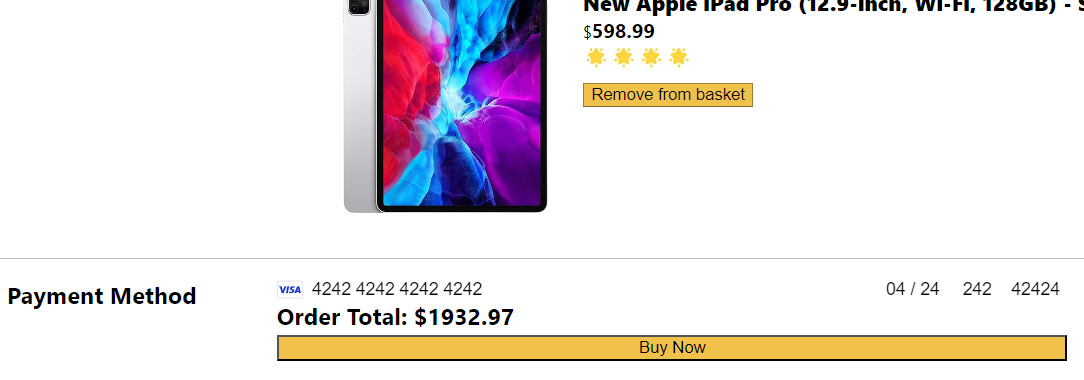 New Apple iPad Pro (12.9-inch, Wi-Fi, 128GB) -
$598.99
Remove from basket
Payment Method
VISA 4242 4242 4242 4242 04 / 24 242 42424
Order Total: $1932.97
Buy Now